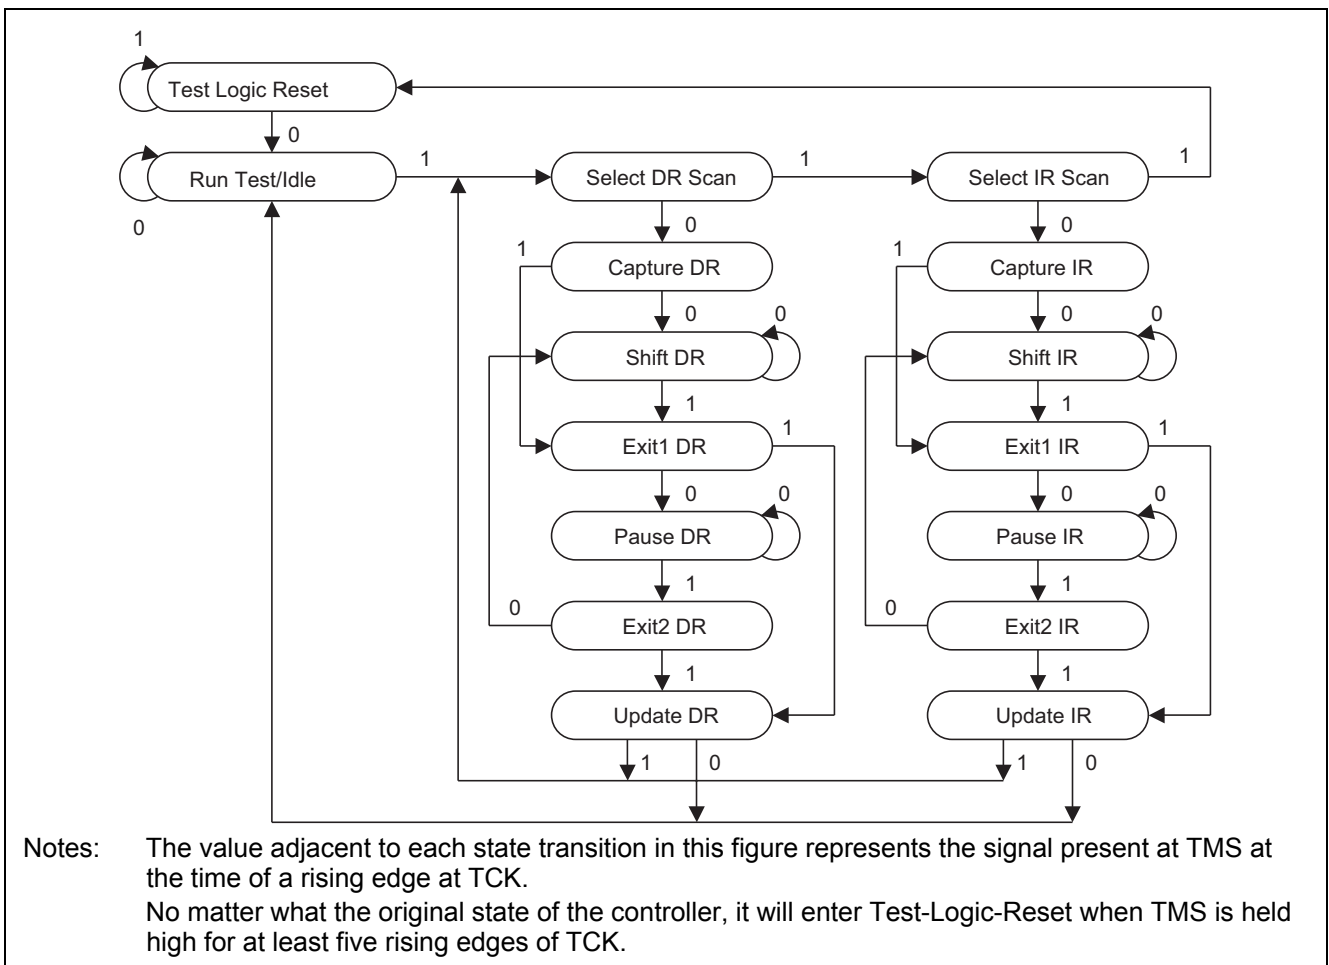 1
Test Logic Reset
0
Run Test/Idle
0
1
Select DR Scan
1
Select IR Scan
1
0
0
1
Capture DR
1
Capture IR
0
0
0
0
Shift DR
Shift IR
1
1
Exit1 DR
1
Exit1 IR
1
0
0
0
0
Pause DR
Pause IR
1
1
0
Exit2 DR
0
Exit2 IR
1
1
Update DR
Update IR
1
0
1
0
Notes: The value adjacent to each state transition in this figure represents the signal present at TMS at
the time of a rising edge at TCK.
No matter what the original state of the controller, it will enter Test-Logic-Reset when TMS is held
high for at least five rising edges of TCK.